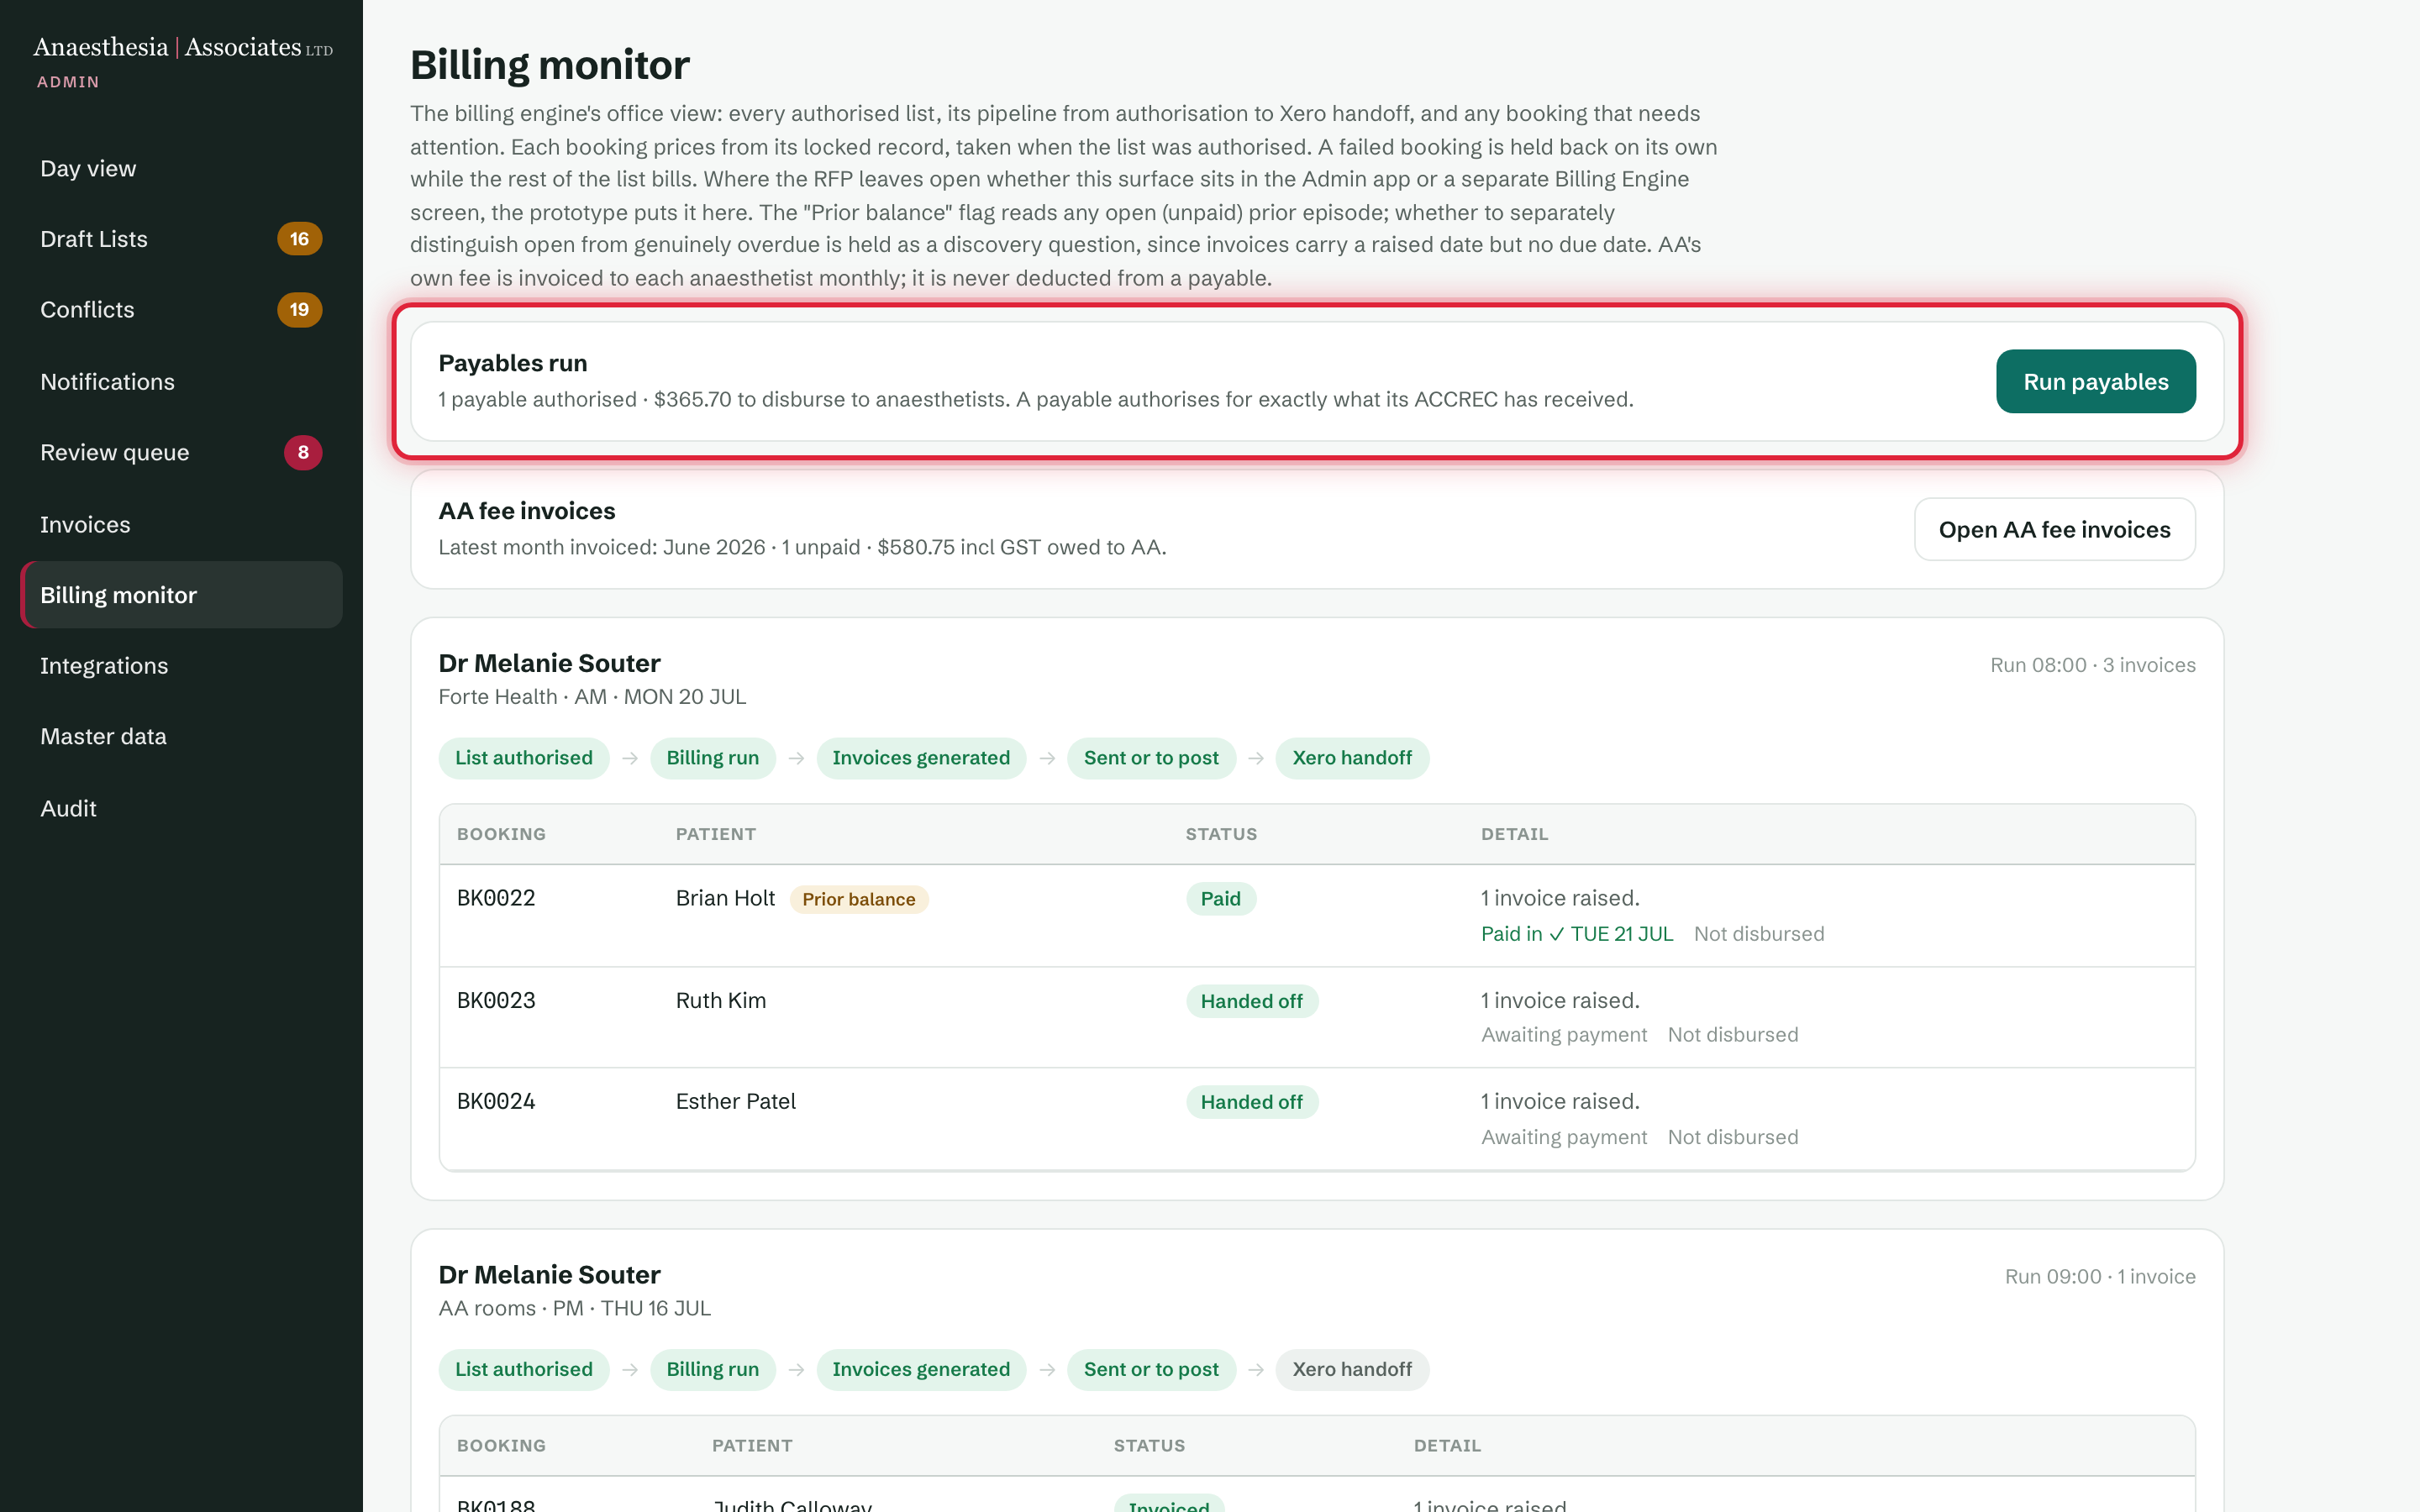 Anaesthesia | Associates LTD
ADMIN
Day view
Draft Lists 16
Conflicts 19
Notifications
Review queue 8
Invoices
Billing monitor
Integrations
Master data
Audit
Billing monitor
The billing engine's office view: every authorised list, its pipeline from authorisation to Xero handoff, and any booking that needs
attention. Each booking prices from its locked record, taken when the list was authorised. A failed booking is held back on its own
while the rest of the list bills. Where the RFP leaves open whether this surface sits in the Admin app or a separate Billing Engine
screen, the prototype puts it here. The "Prior balance" flag reads any open (unpaid) prior episode; whether to separately
distinguish open from genuinely overdue is held as a discovery question, since invoices carry a raised date but no due date. AA's
own fee is invoiced to each anaesthetist monthly; it is never deducted from a payable.
Payables run
1 payable authorised · $365.70 to disburse to anaesthetists. A payable authorises for exactly what its ACCREC has received.
Run payables
AA fee invoices
Latest month invoiced: June 2026 · 1 unpaid · $580.75 incl GST owed to AA.
Open AA fee invoices
Dr Melanie Souter
Run 08:00 · 3 invoices
Forte Health · AM · MON 20 JUL
List authorised → Billing run → Invoices generated → Sent or to post → Xero handoff
BOOKING PATIENT STATUS DETAIL
BK0022 Brian Holt Prior balance Paid 1 invoice raised.
Paid in ✓ TUE 21 JUL Not disbursed
BK0023 Ruth Kim Handed off 1 invoice raised.
Awaiting payment Not disbursed
BK0024 Esther Patel Handed off 1 invoice raised.
Awaiting payment Not disbursed
Dr Melanie Souter
Run 09:00 · 1 invoice
AA rooms · PM · THU 16 JUL
List authorised → Billing run → Invoices generated → Sent or to post → Xero handoff
BOOKING PATIENT STATUS DETAIL
BK0188 Judith Calloway Invoiced 1 invoice raised